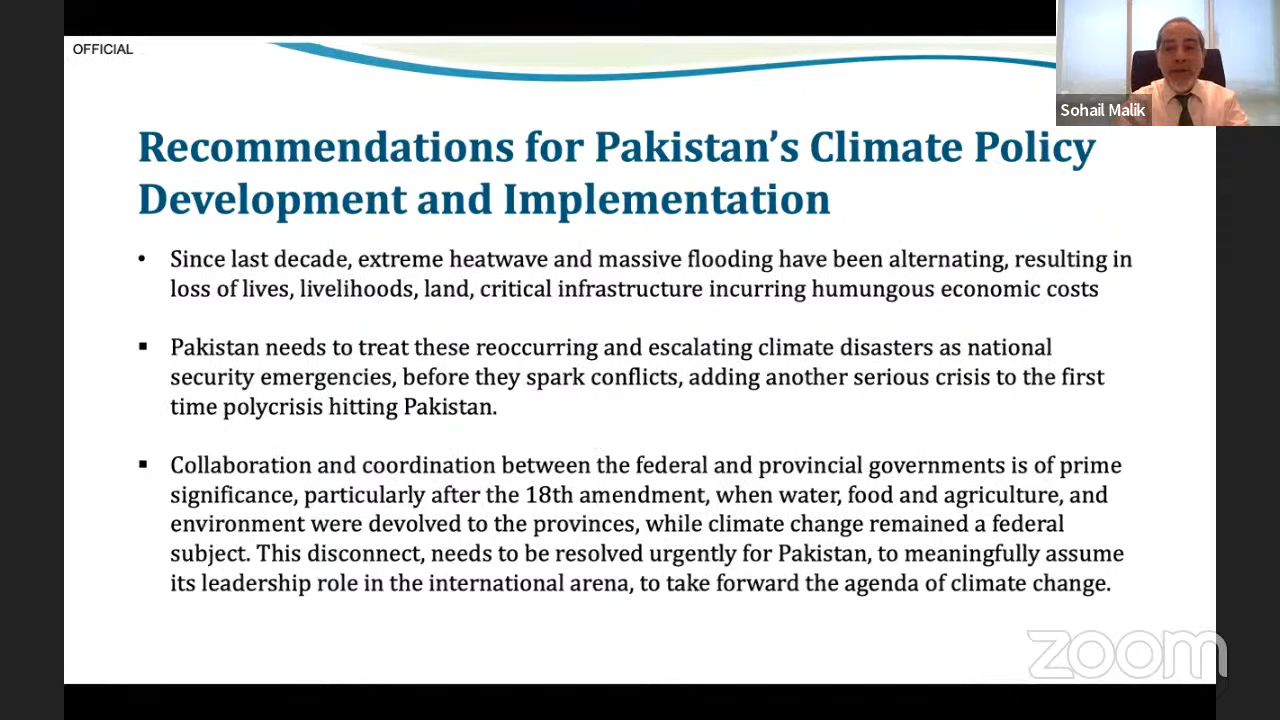 OFFICIAL
Sohail Malik
Recommendations for Pakistan’s Climate Policy
Development and Implementation
• Since last decade, extreme heatwave and massive flooding have been alternating, resulting in
loss of lives, livelihoods, land, critical infrastructure incurring humungous economic costs
▪ Pakistan needs to treat these reoccurring and escalating climate disasters as national
security emergencies, before they spark conflicts, adding another serious crisis to the first
time polycrisis hitting Pakistan.
▪ Collaboration and coordination between the federal and provincial governments is of prime
significance, particularly after the 18th amendment, when water, food and agriculture, and
environment were devolved to the provinces, while climate change remained a federal
subject. This disconnect, needs to be resolved urgently for Pakistan, to meaningfully assume
its leadership role in the international arena, to take forward the agenda of climate change.
zoom